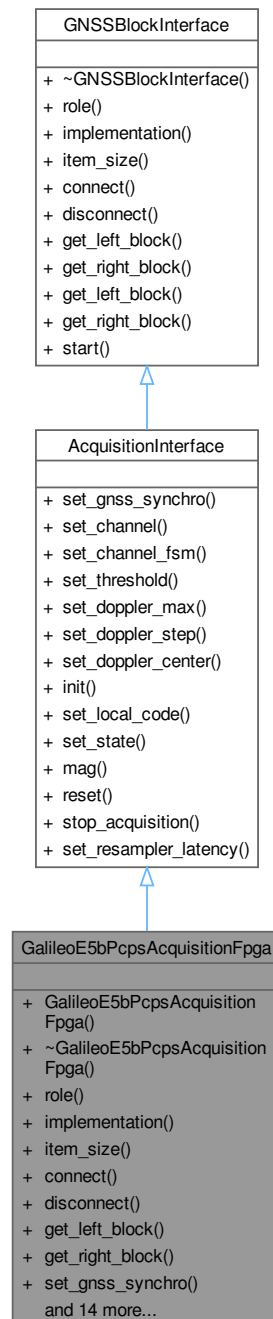 GNSSBlockInterface
+ ~GNSSBlockInterface()
+ role()
+ implementation()
+ item_size()
+ connect()
+ disconnect()
+ get_left_block()
+ get_right_block()
+ get_left_block()
+ get_right_block()
+ start()
AcquisitionInterface
+ set_gnss_synchro()
+ set_channel()
+ set_channel_fsm()
+ set_threshold()
+ set_doppler_max()
+ set_doppler_step()
+ set_doppler_center()
+ init()
+ set_local_code()
+ set_state()
+ mag()
+ reset()
+ stop_acquisition()
+ set_resampler_latency()
GalileoE5bPcpsAcquisitionFpga
+ GalileoE5bPcpsAcquisition
Fpga()
+ ~GalileoE5bPcpsAcquisition
Fpga()
+ role()
+ implementation()
+ item_size()
+ connect()
+ disconnect()
+ get_left_block()
+ get_right_block()
+ set_gnss_synchro()
and 14 more...